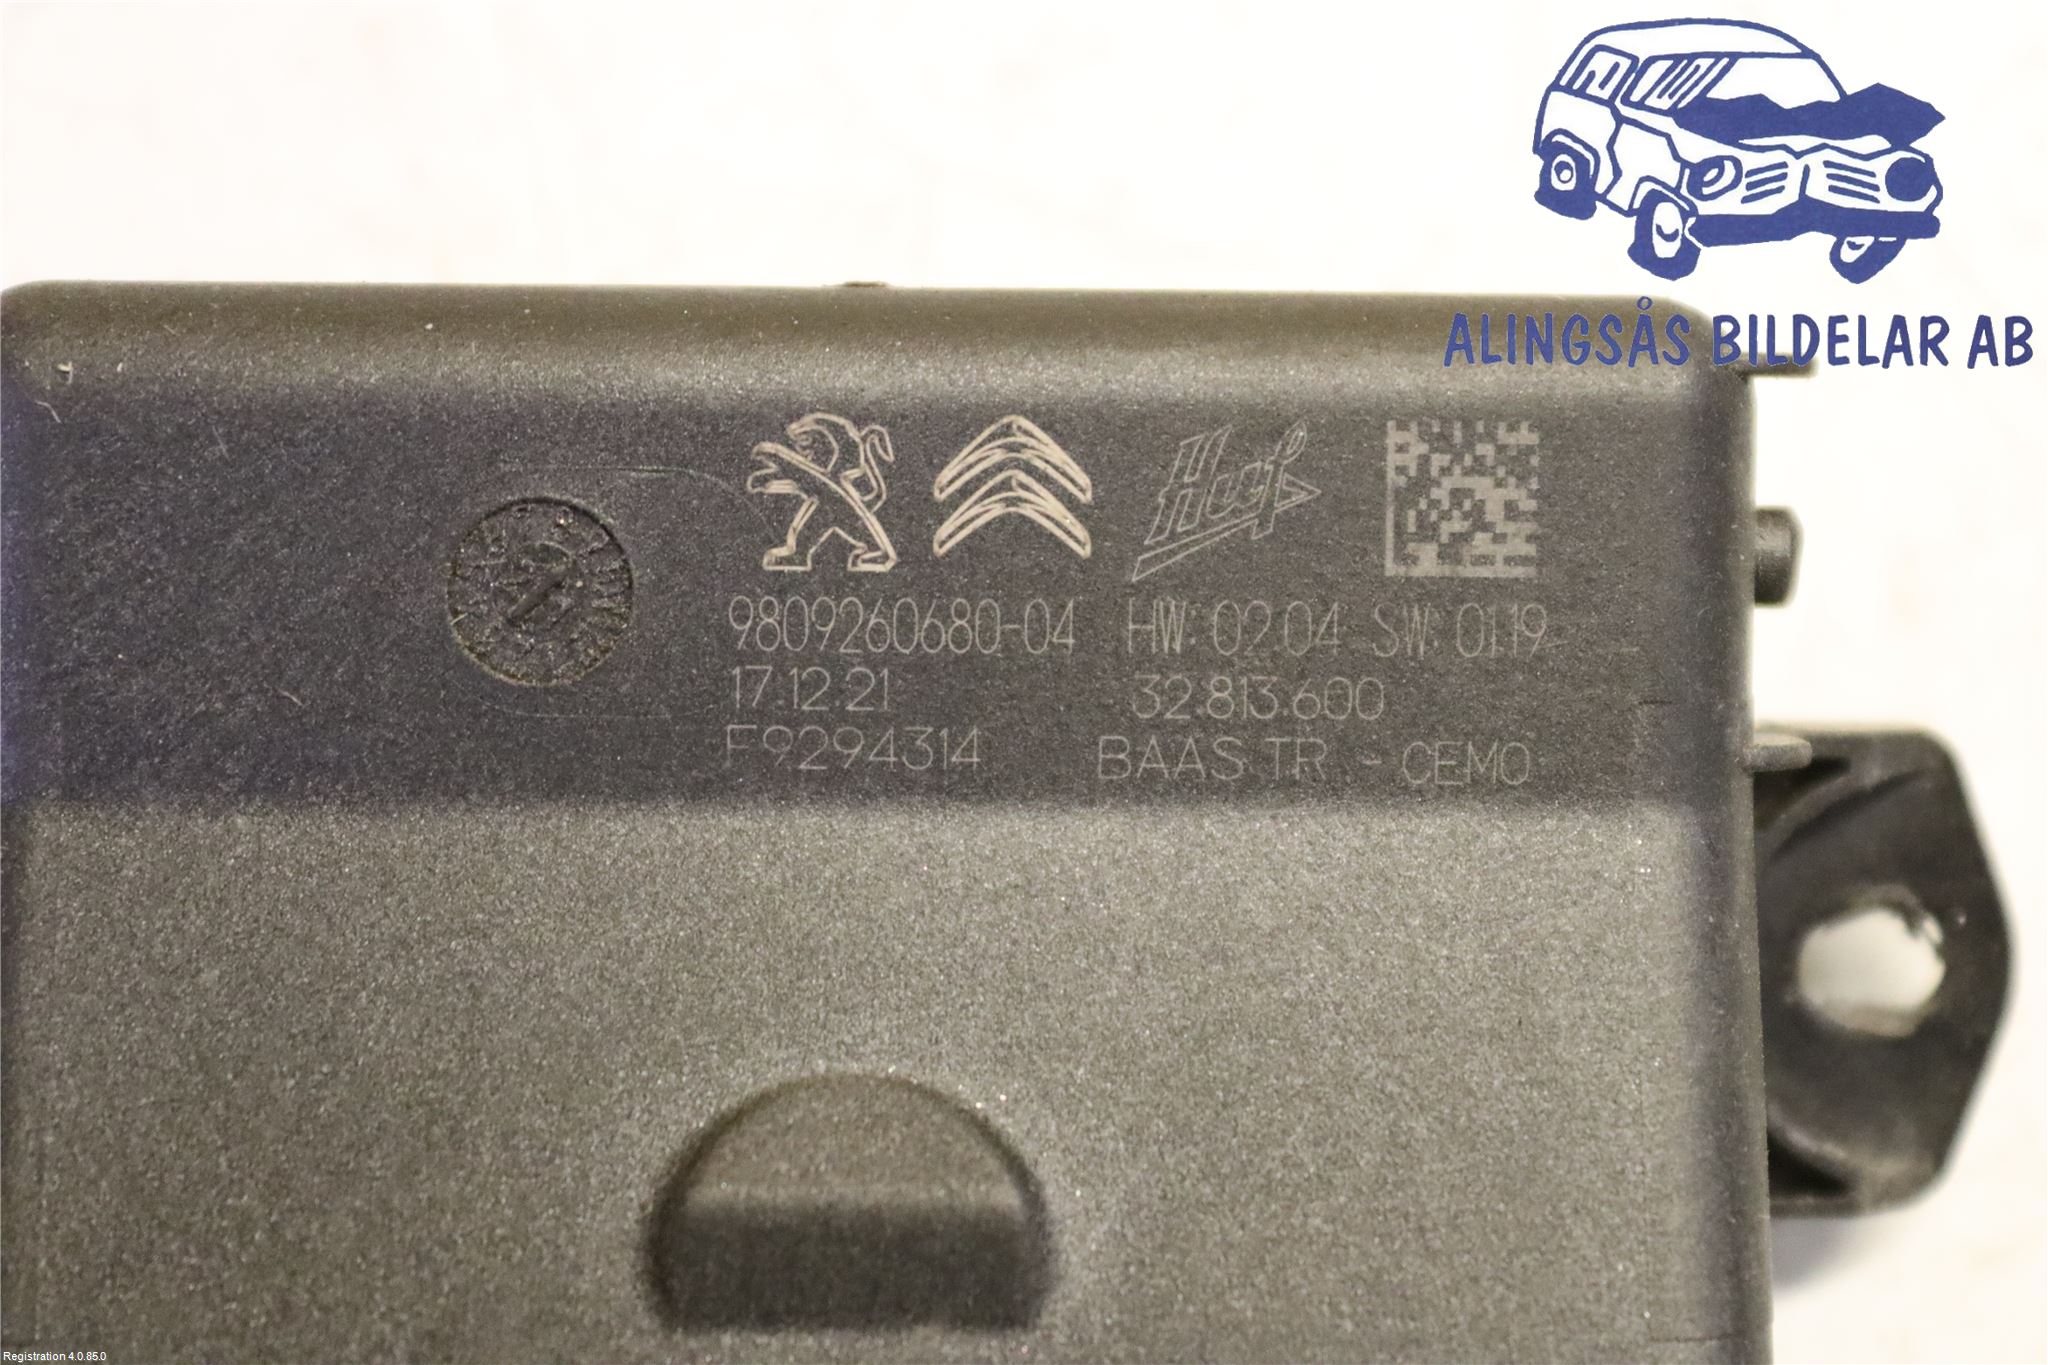 ALINGSÅS BILDELAR AB
Huf
9809260680-04 HW: 02.04 SW: 01.19
17.12.21 32.813.600
F9294314 BAAS TR - CEMO
Registration 4.0.85.0